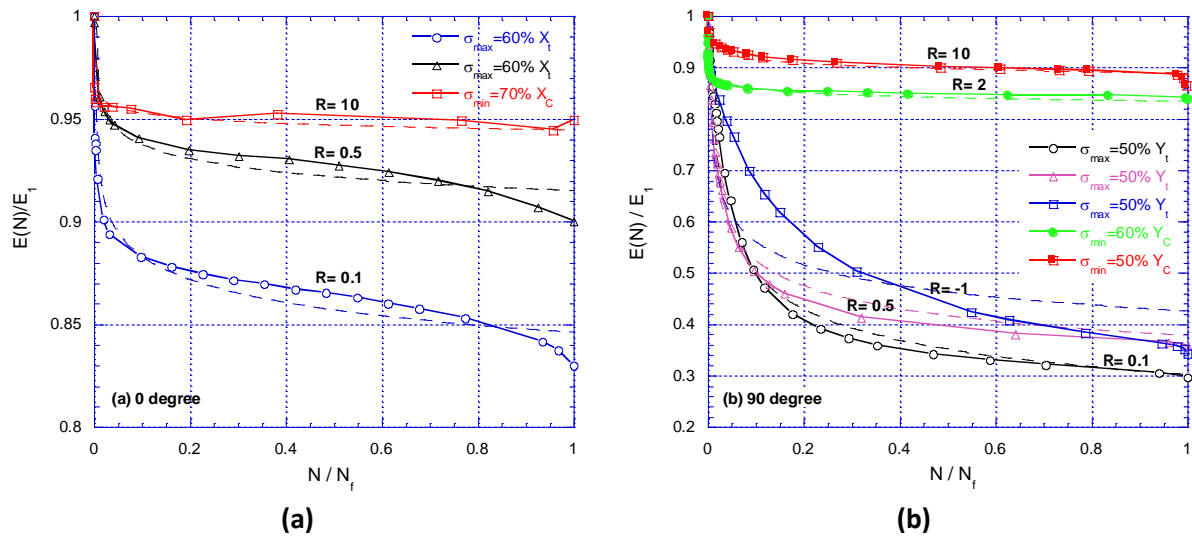 σmax=60% Xt
σmax=60% Xt
σmin=70% XC
R= 10
R= 0.5
R= 0.1
(a) 0 degree
1
0.95
0.9
0.85
0.8
0 0.2 0.4 0.6 0.8 1
E(N)/E1
N / Nf
(a)
R= 10
R= 2
σmax=50% Yt
σmax=50% Yt
σmax=50% Yt
σmin=60% YC
σmin=50% YC
R= -1
R= 0.5
R= 0.1
(b) 90 degree
1
0.9
0.8
0.7
0.6
0.5
0.4
0.3
0.2
0 0.2 0.4 0.6 0.8 1
E(N) / E1
N / Nf
(b)